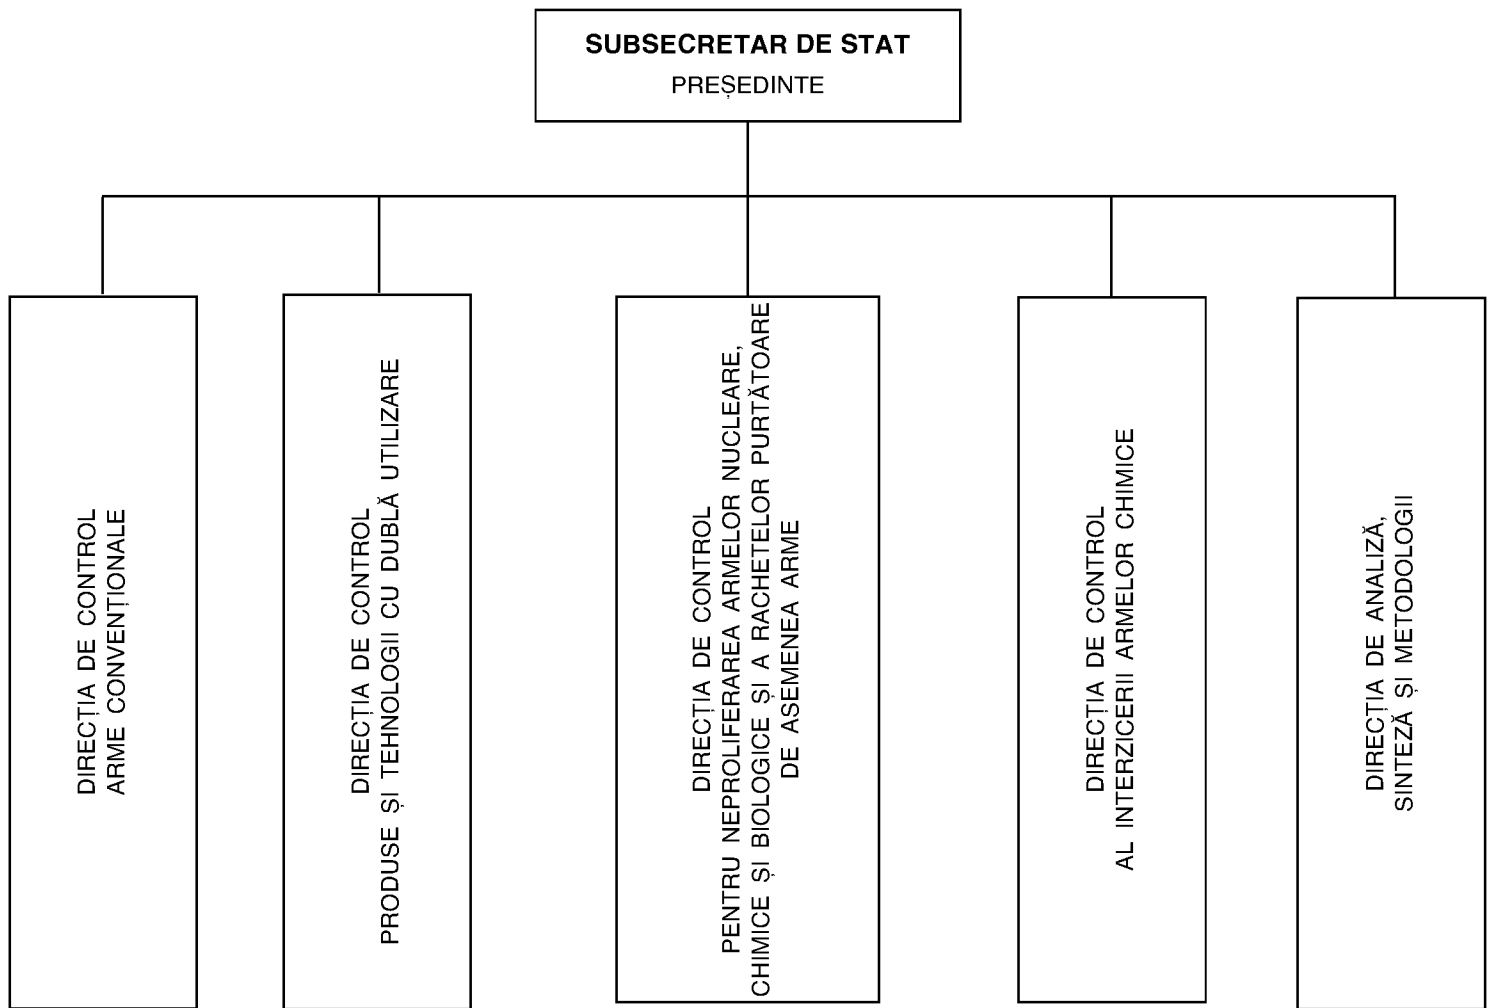 SUBSECRETAR DE STAT
PREȘEDINTE
DIRECȚIA DE CONTROL
ARME CONVENȚIONALE
DIRECȚIA DE CONTROL
PRODUSE ȘI TEHNOLOGII CU DUBLĂ UTILIZARE
DIRECȚIA DE CONTROL
PENTRU NEPROLIFERAREA ARMELOR NUCLEARE,
CHIMICE ȘI BIOLOGICE ȘI A RACHETELOR PURTĂTOARE
DE ASEMENEA ARME
DIRECȚIA DE CONTROL
AL INTERZICERII ARMELOR CHIMICE
DIRECȚIA DE ANALIZĂ,
SINTEZĂ ȘI METODOLOGII